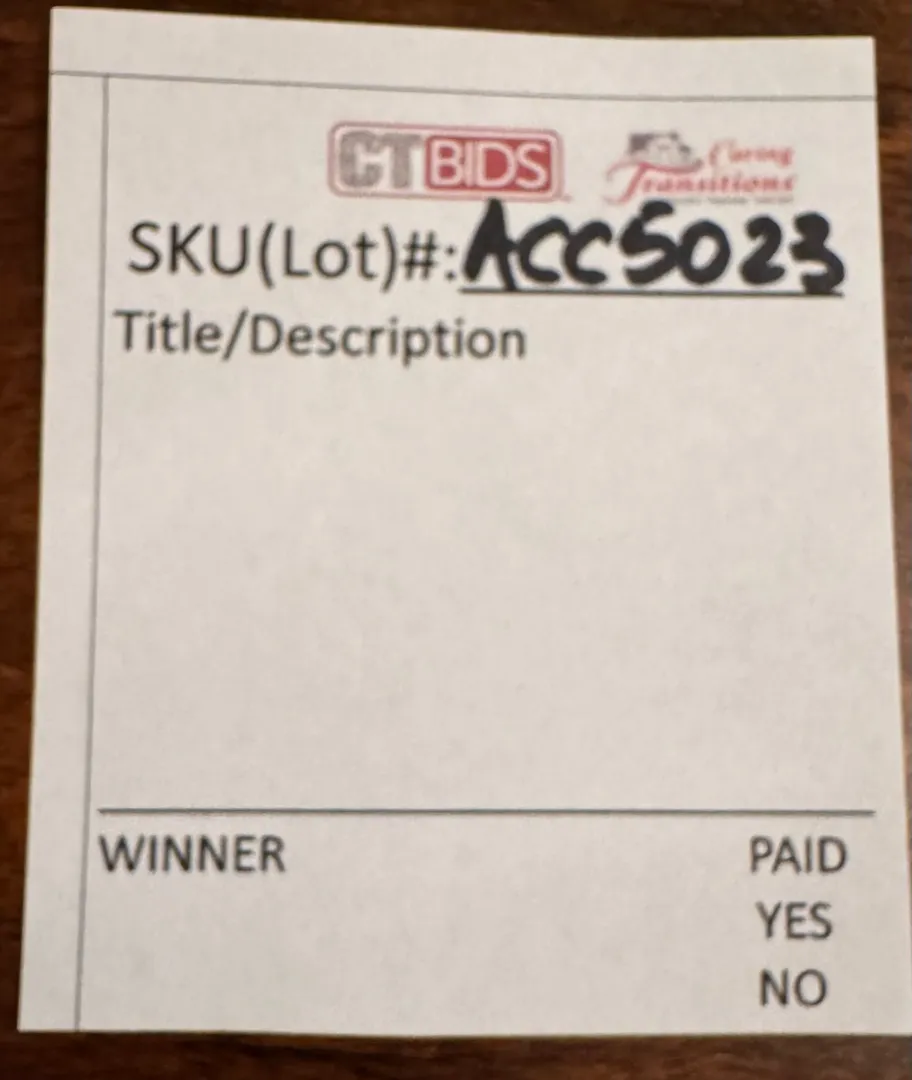 CTBIDS Caring
Transitions
SKU(Lot)#:ACC5023
Title/Description
WINNER PAID
YES
NO